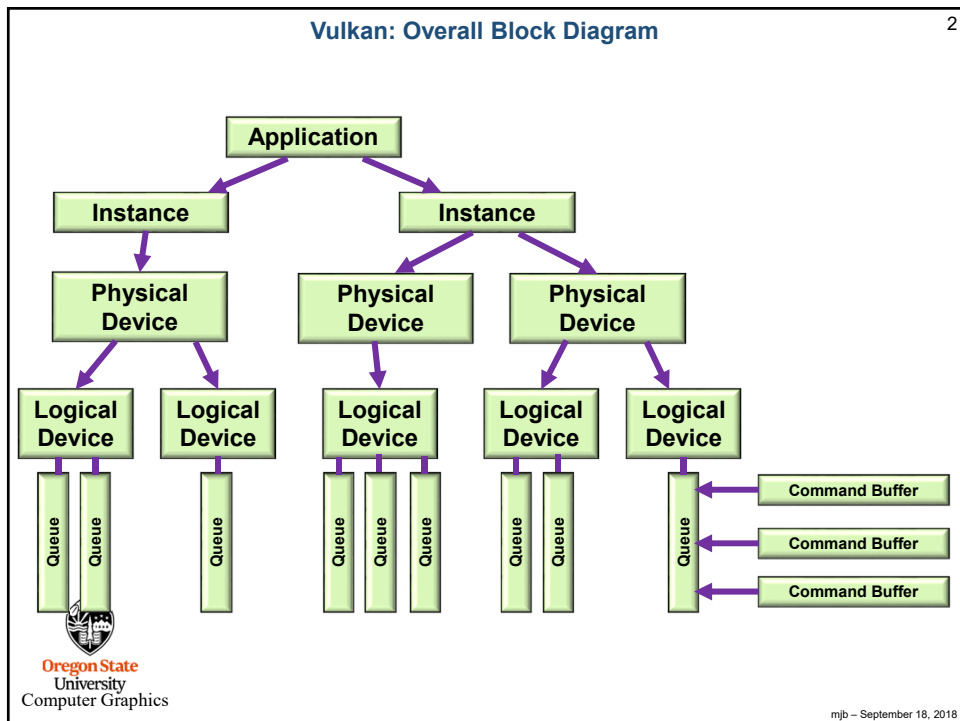 Vulkan: Overall Block Diagram
2
Application
Instance
Instance
Physical
Device
Physical
Device
Physical
Device
Logical
Device
Logical
Device
Logical
Device
Logical
Device
Logical
Device
Queue
Queue
Queue
Queue
Queue
Queue
Queue
Queue
Queue
Command Buffer
Command Buffer
Command Buffer
Oregon State
University
Computer Graphics
mjb – September 18, 2018